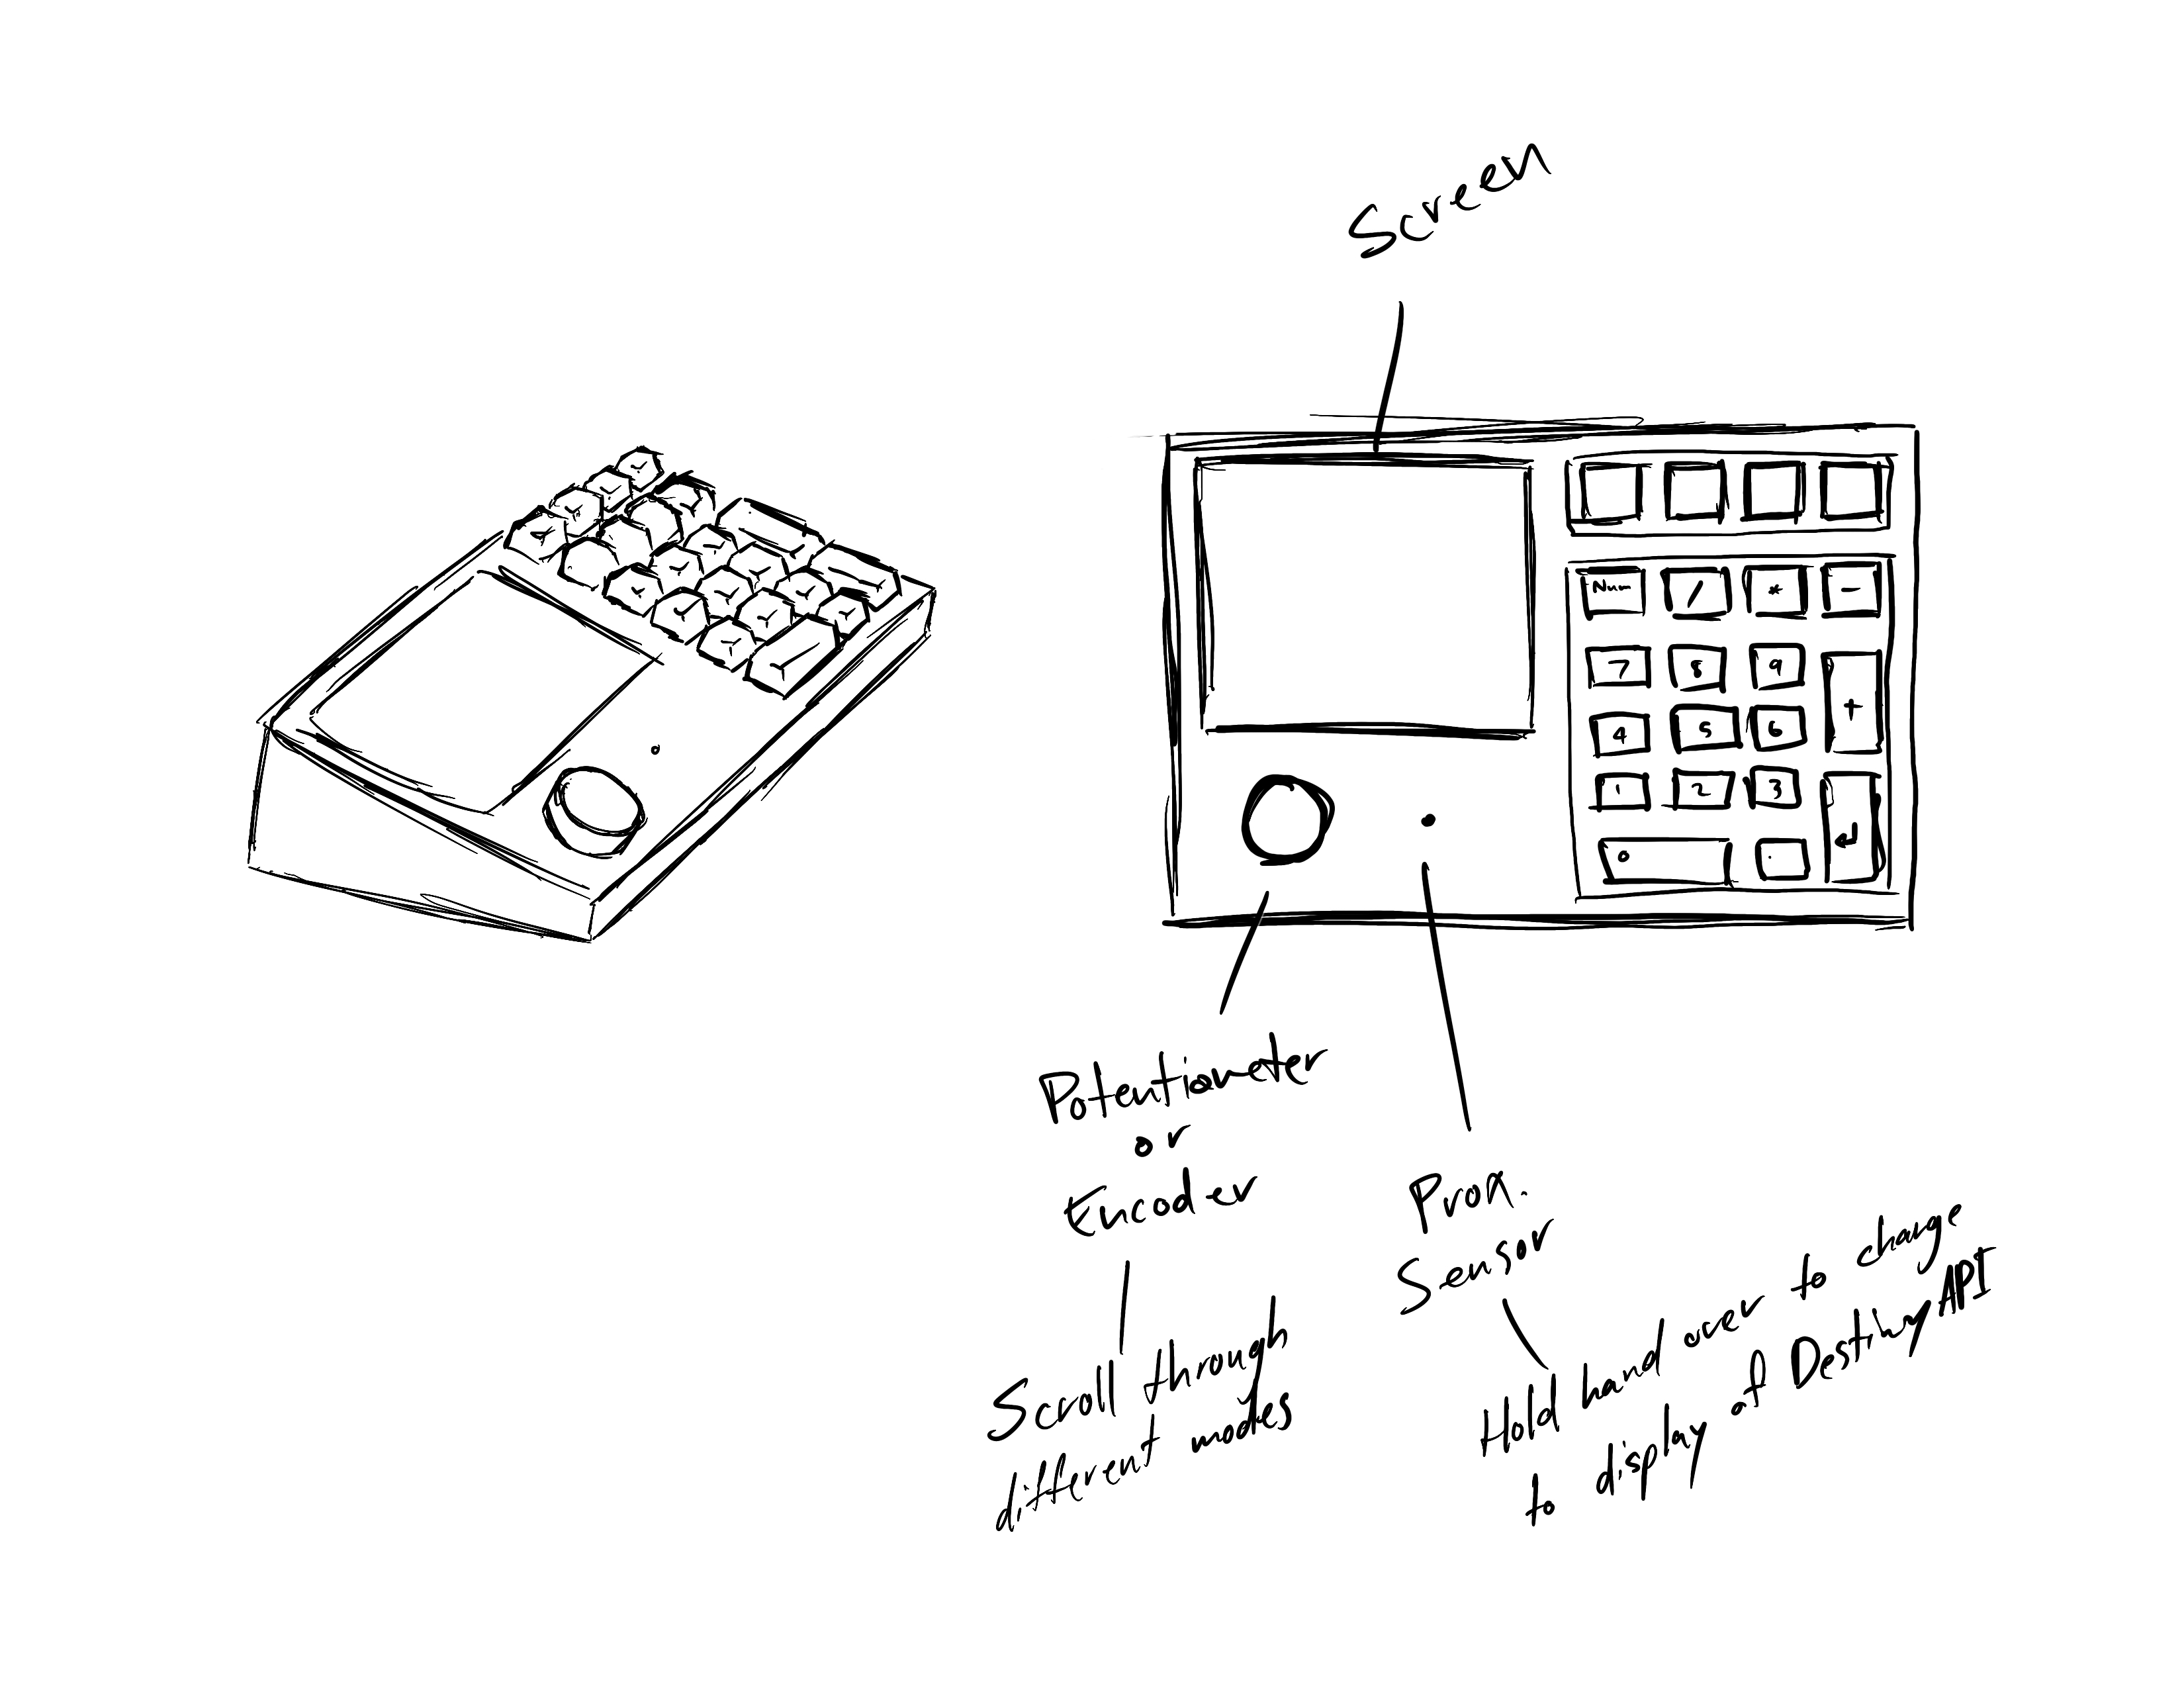 Screen
Num / * -
7 8 9 +
4 5 6
1 2 3 ↵
0 .
Potentiometer
or
Encoder
Scroll through
different modes
Prox.
Sensor
Hold hand over to change
to display of Destiny API